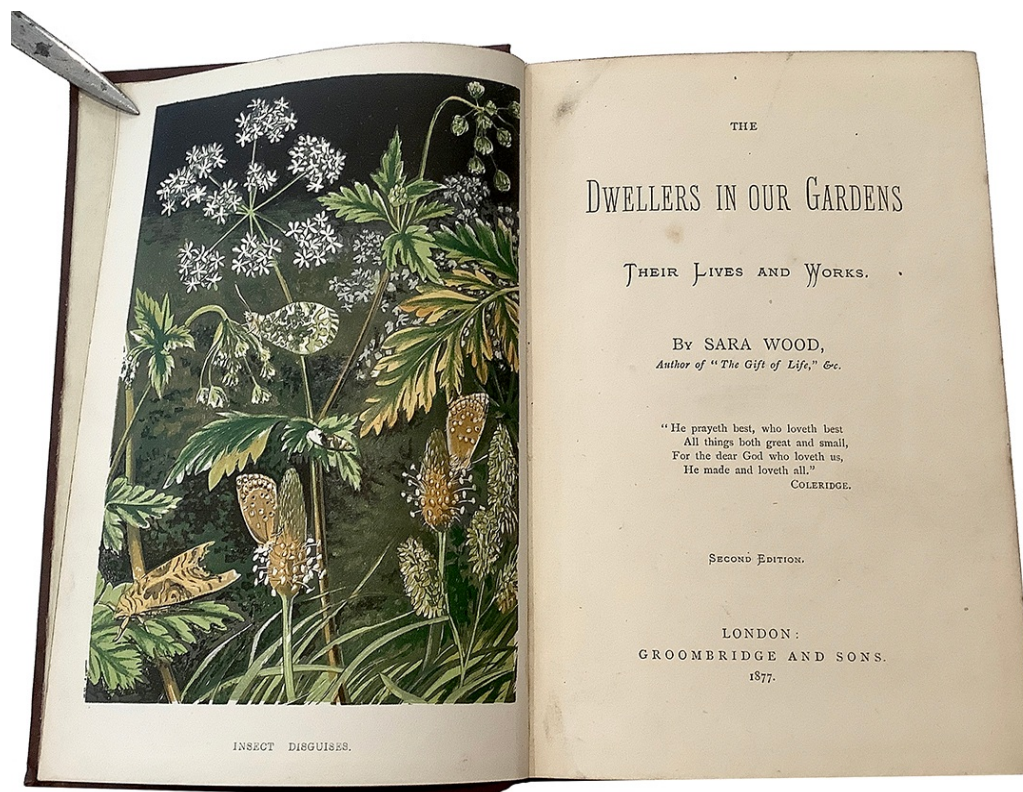 INSECT DISGUISES.
THE
DWELLERS IN OUR GARDENS
THEIR LIVES AND WORKS.
BY SARA WOOD,
Author of "The Gift of Life," &c.
"He prayeth best, who loveth best
All things both great and small,
For the dear God who loveth us,
He made and loveth all."
COLERIDGE.
SECOND EDITION.
LONDON:
GROOMBRIDGE AND SONS.
1877.